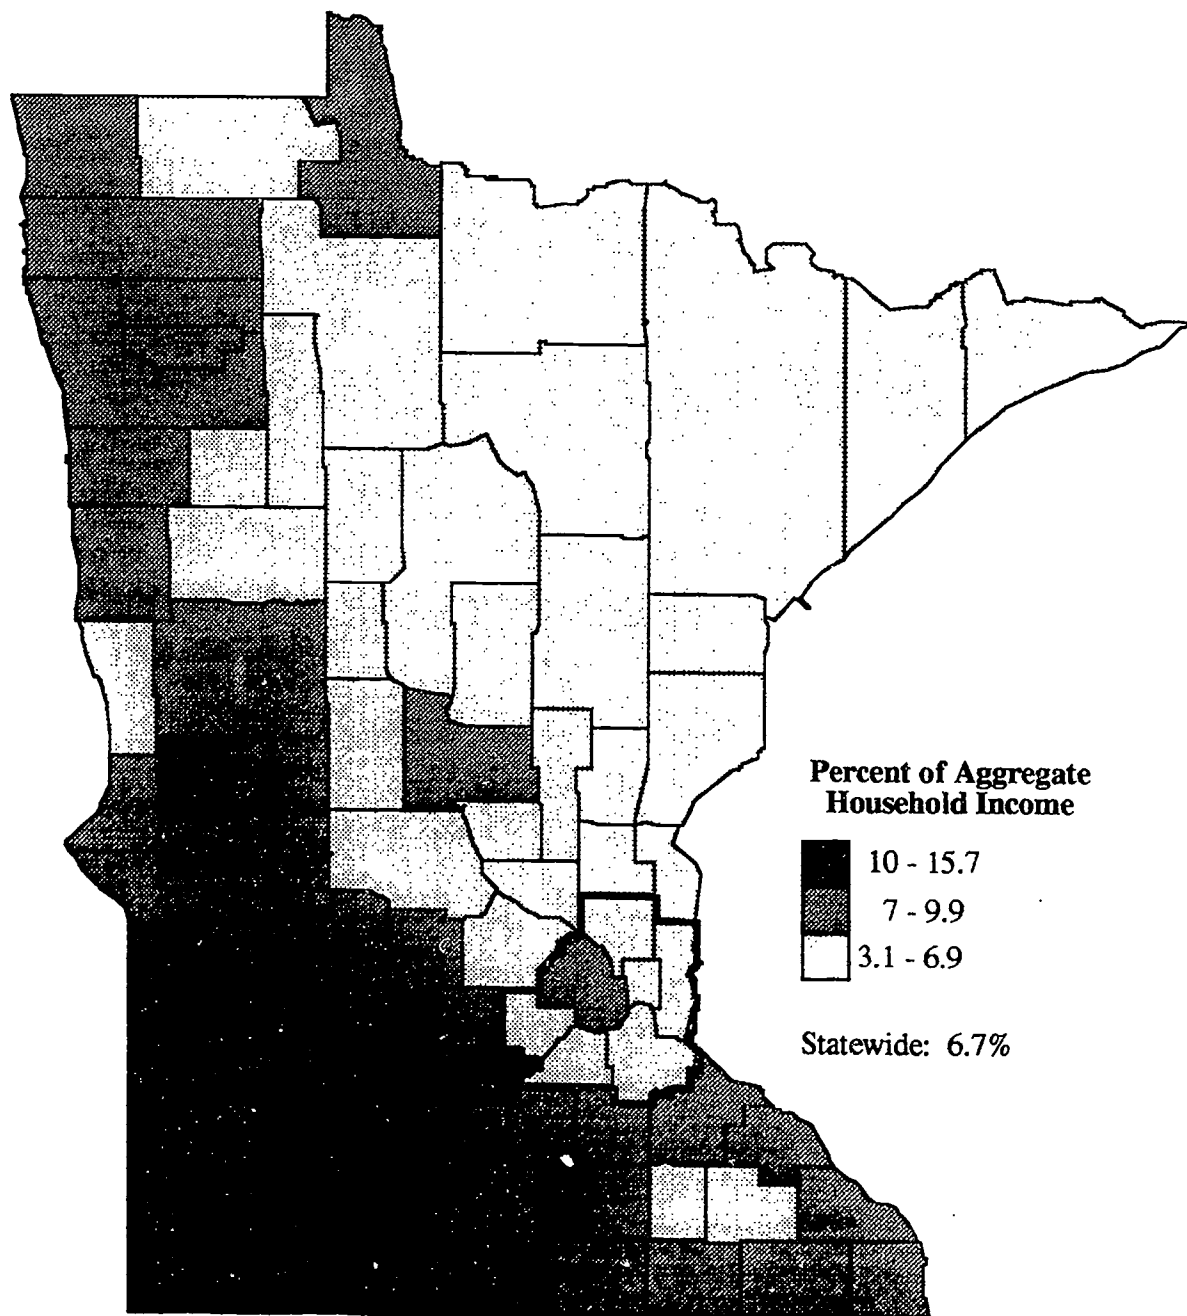 Percent of Aggregate
Household Income
10 - 15.7
7 - 9.9
3.1 - 6.9
Statewide: 6.7%